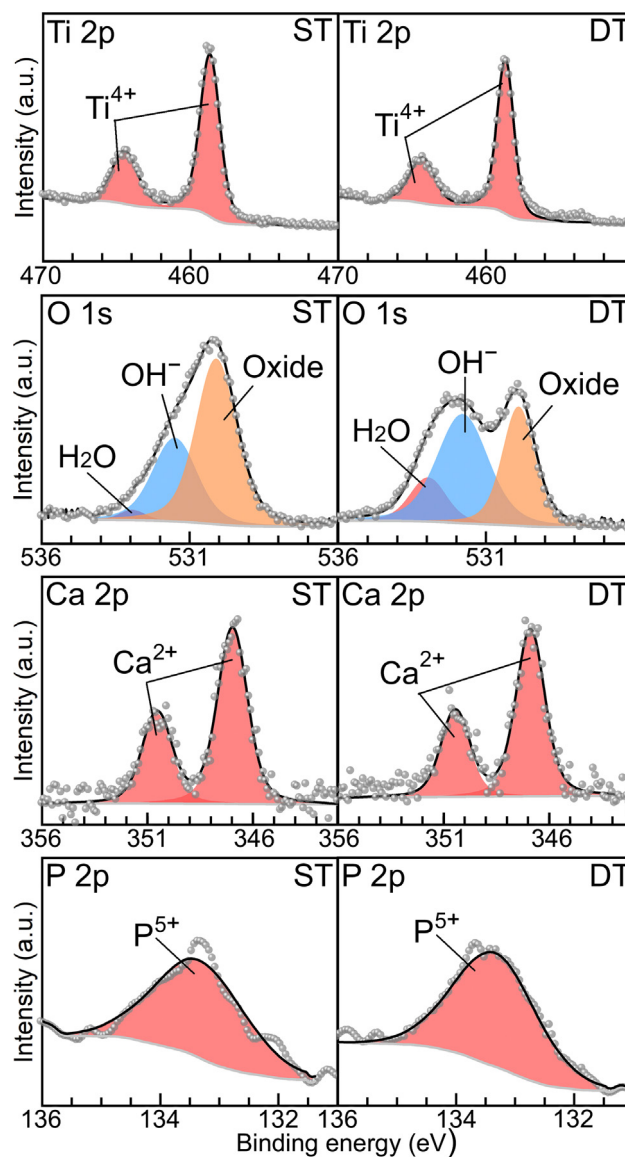 Ti 2p ST Ti 2p DT
Ti⁴⁺ Ti⁴⁺
Intensity (a.u.)
470 460 470 460
O 1s ST O 1s DT
OH⁻ Oxide OH⁻ Oxide
H2O H2O
Intensity (a.u.)
536 531 536 531
Ca 2p ST Ca 2p DT
Ca²⁺ Ca²⁺
Intensity (a.u.)
356 351 346 356 351 346
P 2p ST P 2p DT
P⁵⁺ P⁵⁺
Intensity (a.u.)
136 134 132 136 134 132
Binding energy (eV)